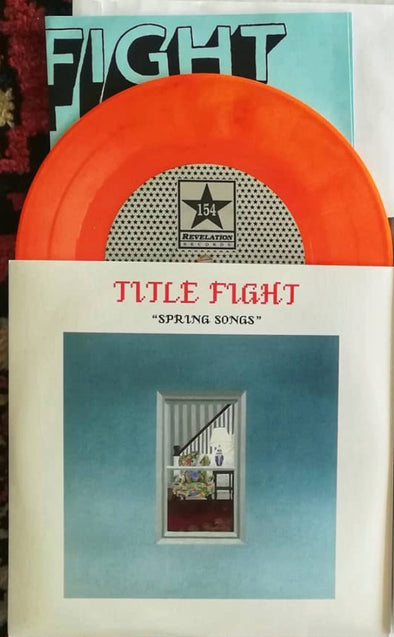 FIGHT
154
REVELATION
RECORDS
TITLE FIGHT
"SPRING SONGS"